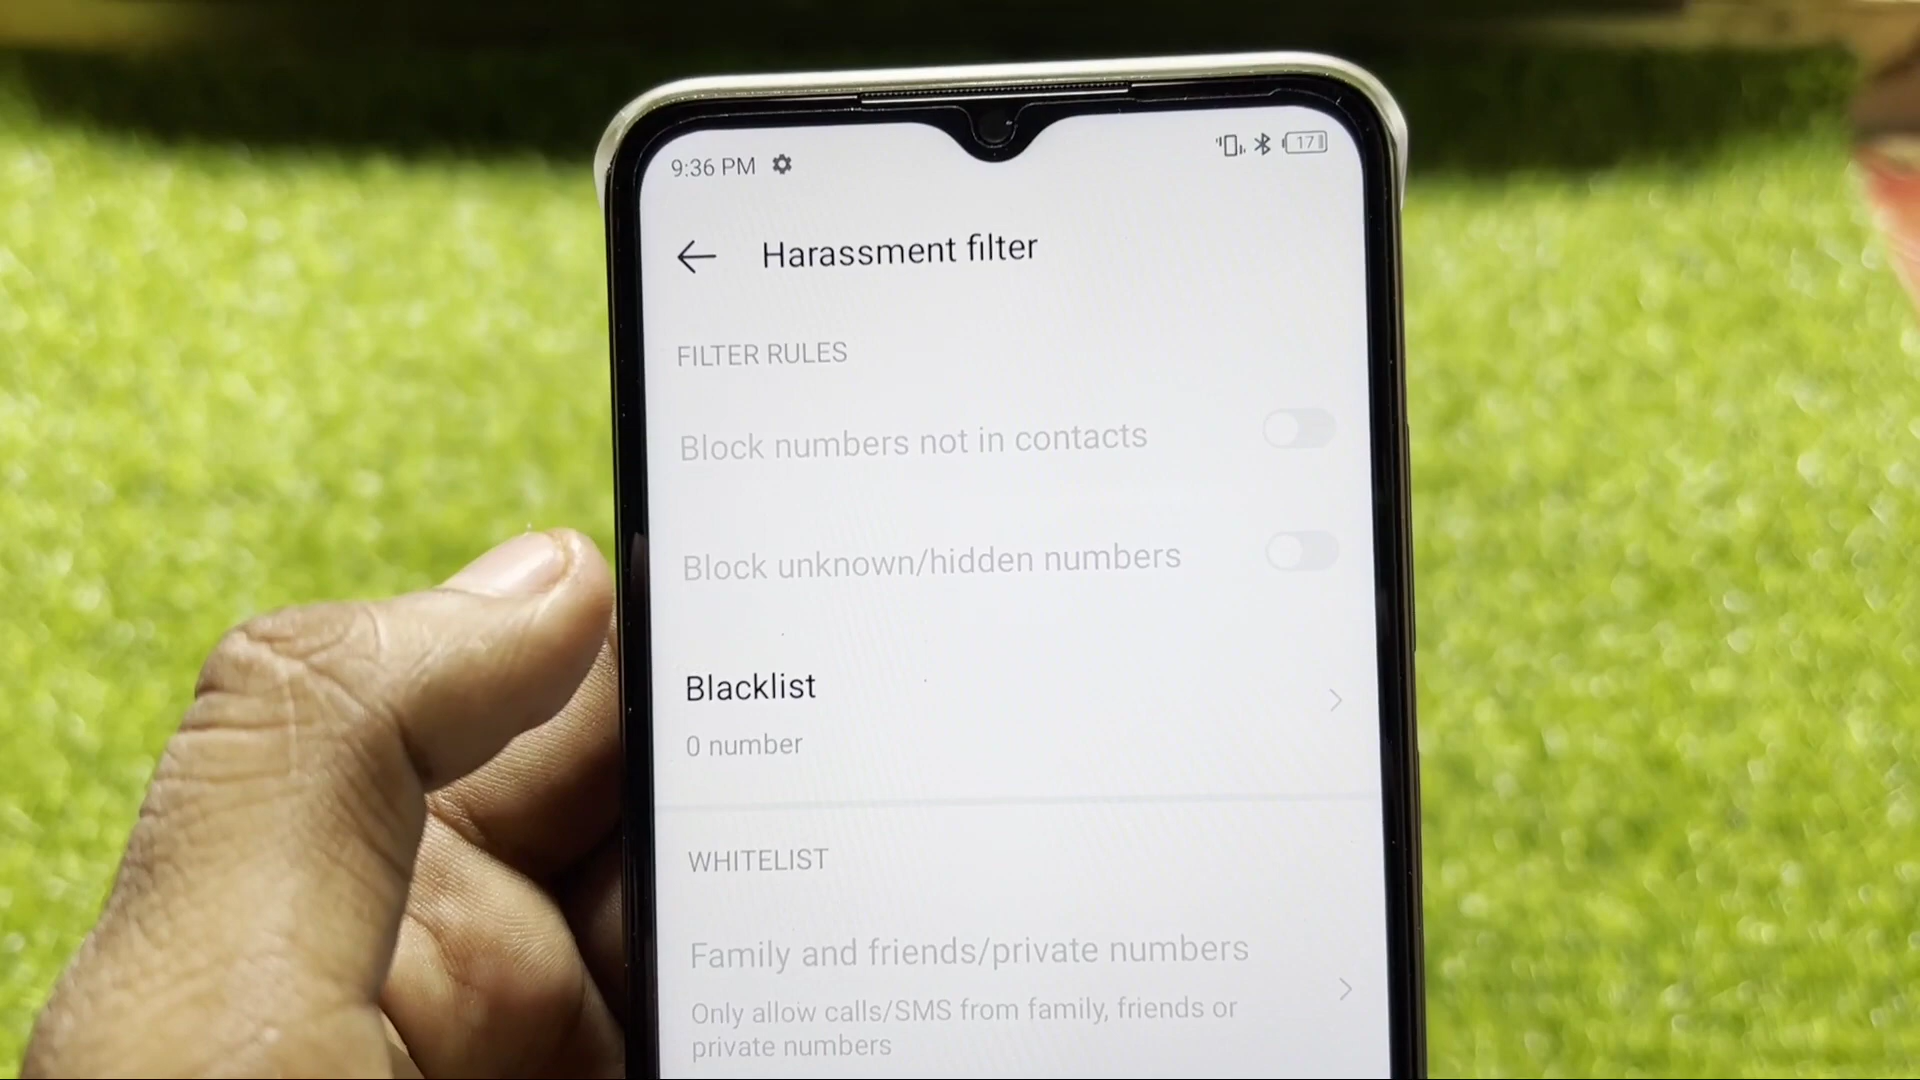 9:36 PM
17
Harassment filter
FILTER RULES
Block numbers not in contacts
Block unknown/hidden numbers
Blacklist
0 number
WHITELIST
Family and friends/private numbers
Only allow calls/SMS from family, friends or
private numbers